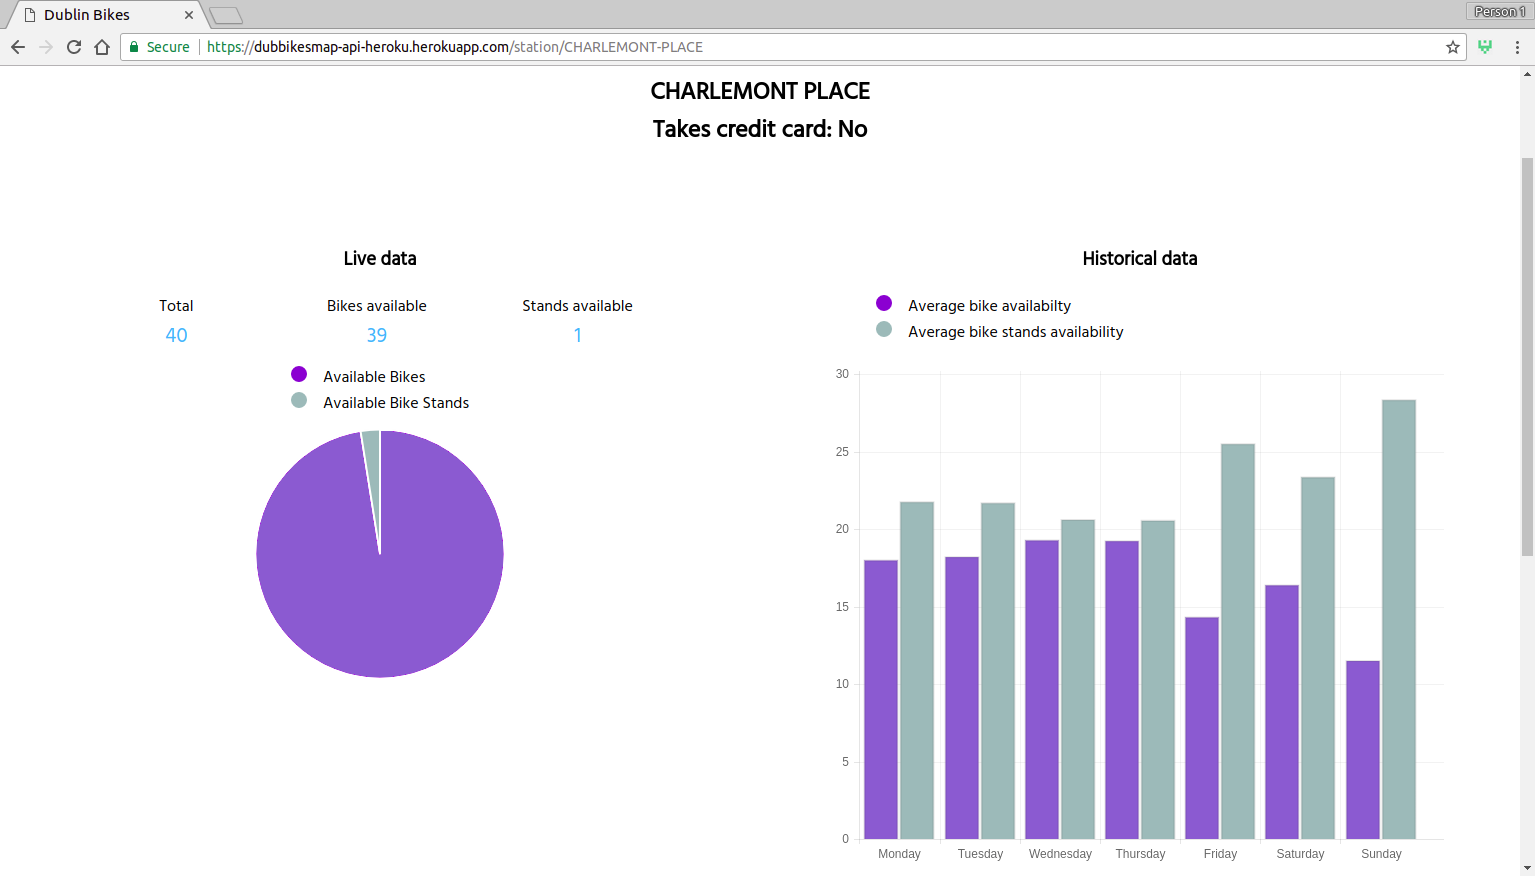 Dublin Bikes
Person 1
Secure
https://dubbikesmap-api-heroku.herokuapp.com/station/CHARLEMONT-PLACE
CHARLEMONT PLACE
Takes credit card: No
Live data
Total
Bikes available
Stands available
40
39
1
Available Bikes
Available Bike Stands
Historical data
Average bike availabilty
Average bike stands availability
30
25
20
15
10
5
0
Monday
Tuesday
Wednesday
Thursday
Friday
Saturday
Sunday